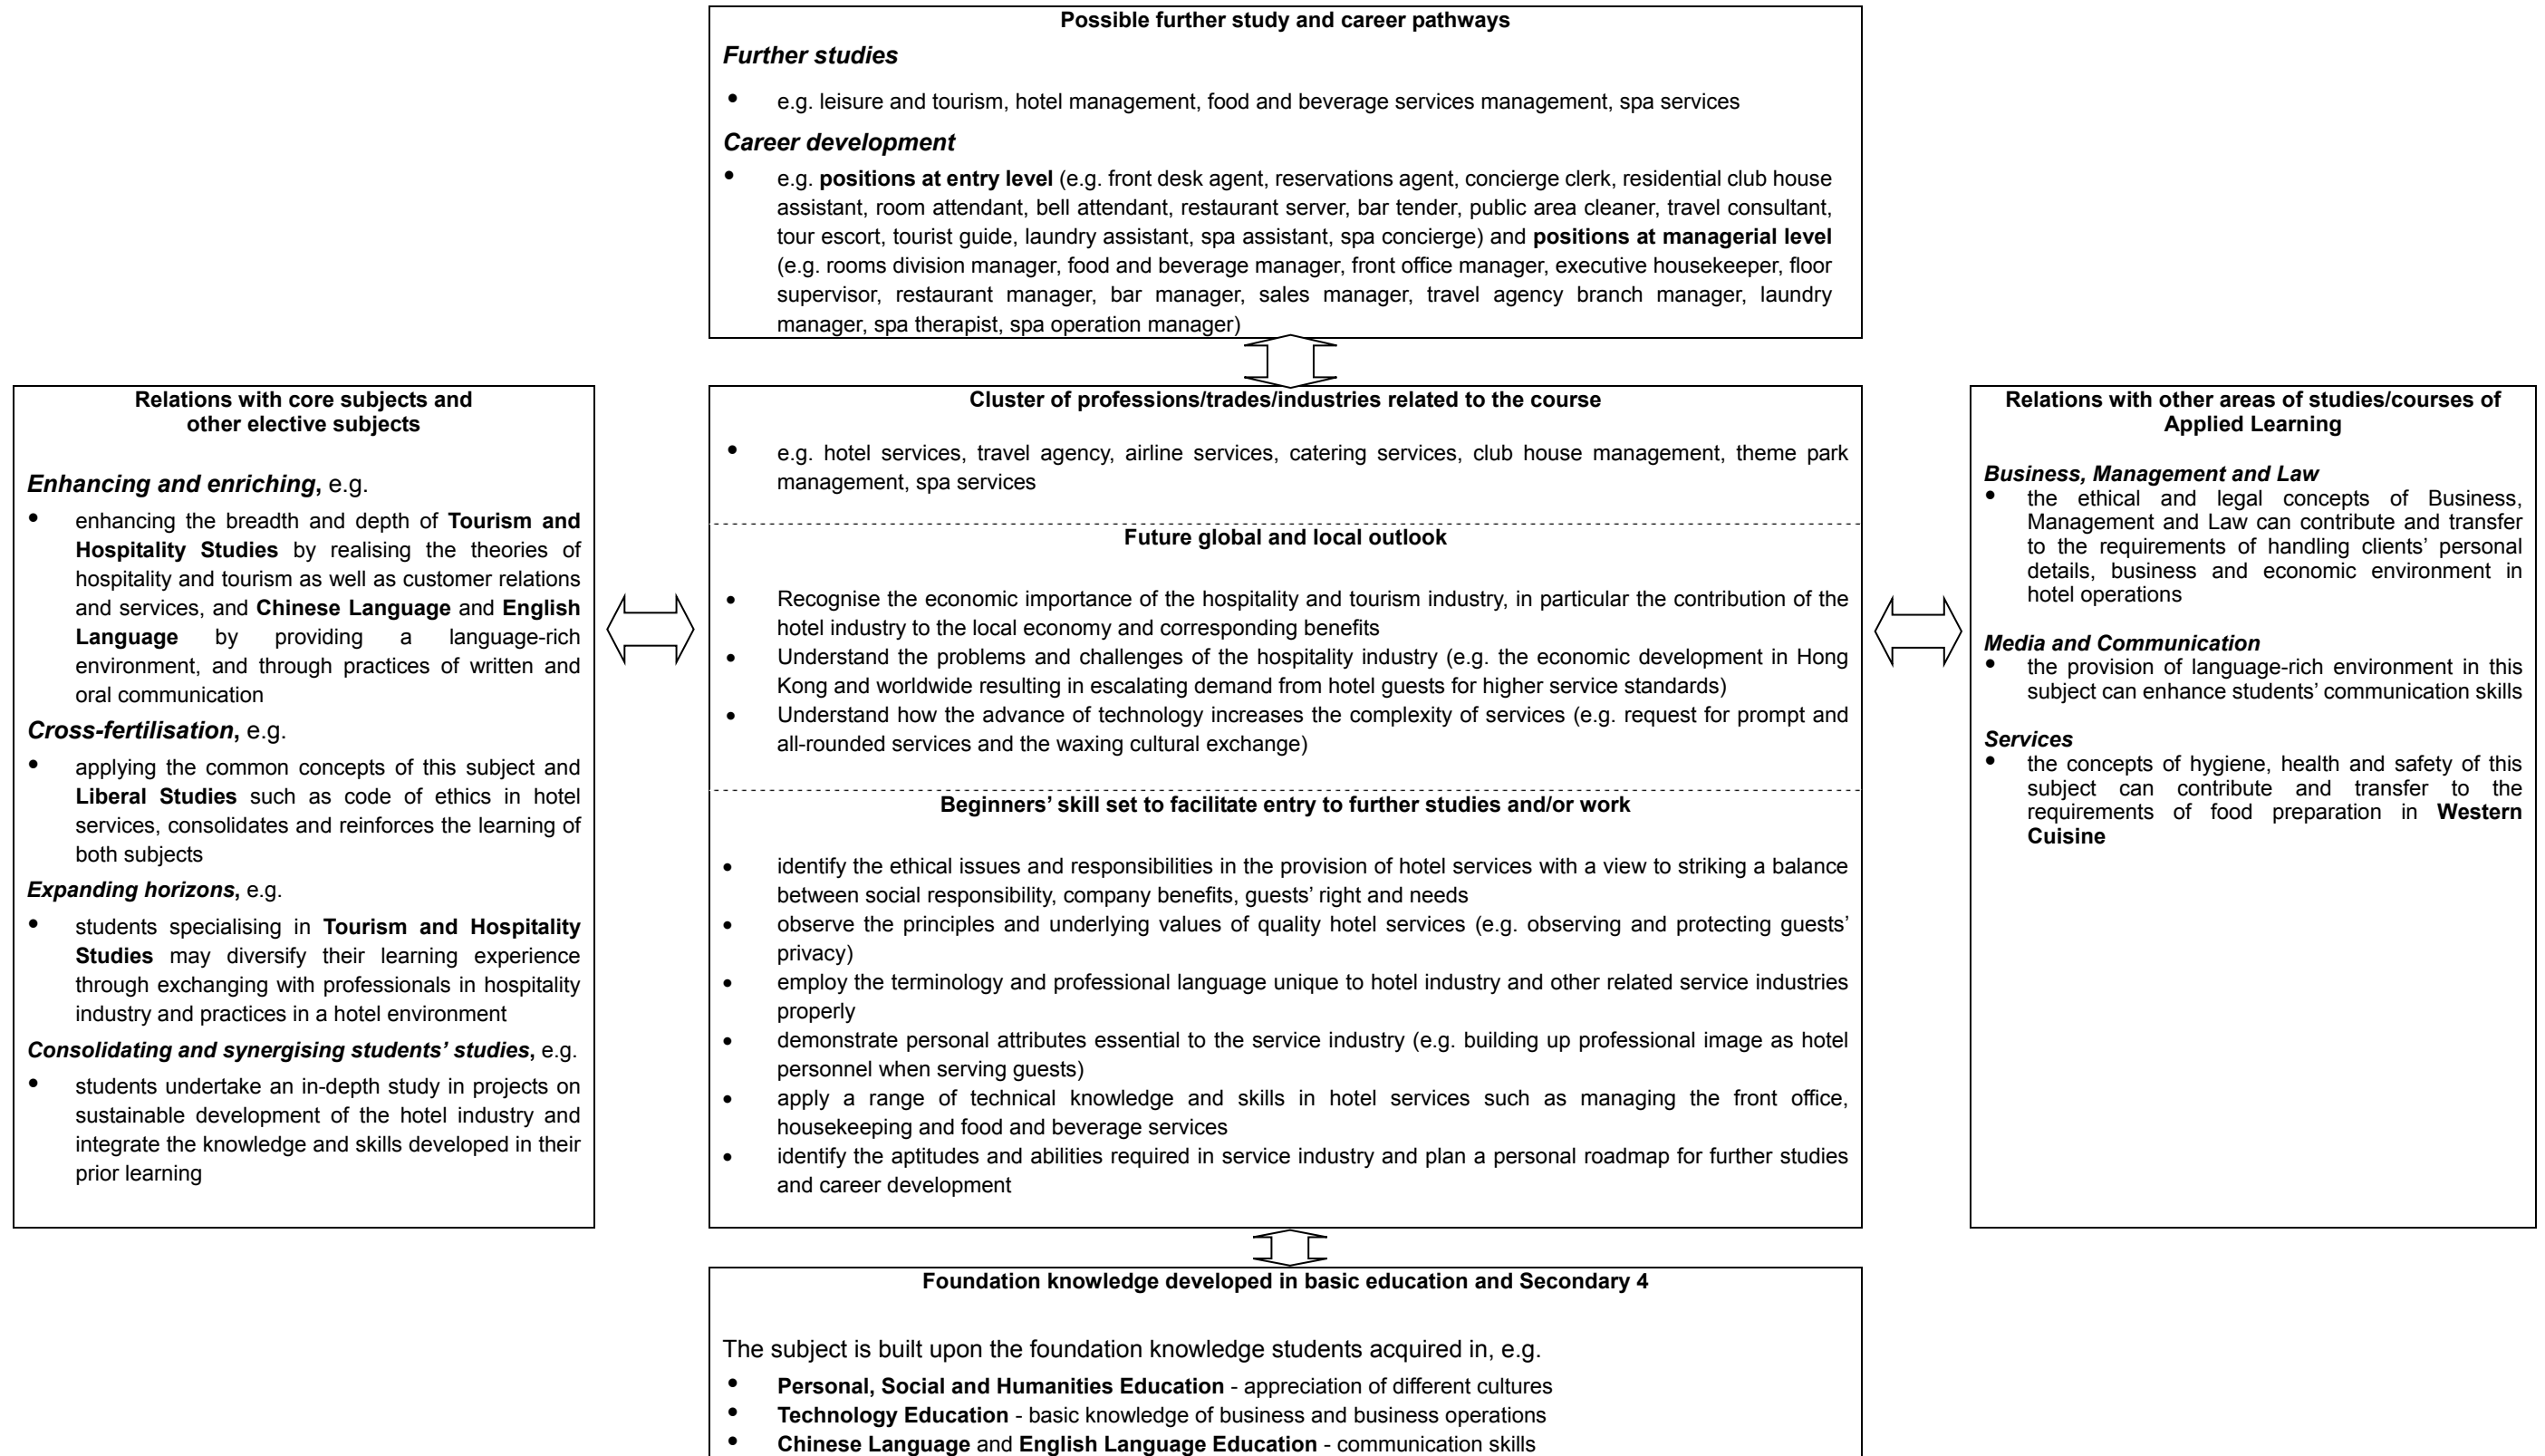 Possible further study and career pathways
Further studies
• e.g. leisure and tourism, hotel management, food and beverage services management, spa services
Career development
• e.g. positions at entry level (e.g. front desk agent, reservations agent, concierge clerk, residential club house
assistant, room attendant, bell attendant, restaurant server, bar tender, public area cleaner, travel consultant,
tour escort, tourist guide, laundry assistant, spa assistant, spa concierge) and positions at managerial level
(e.g. rooms division manager, food and beverage manager, front office manager, executive housekeeper, floor
supervisor, restaurant manager, bar manager, sales manager, travel agency branch manager, laundry
manager, spa therapist, spa operation manager)
Relations with core subjects and
other elective subjects
Enhancing and enriching, e.g.
• enhancing the breadth and depth of Tourism and
Hospitality Studies by realising the theories of
hospitality and tourism as well as customer relations
and services, and Chinese Language and English
Language by providing a language-rich
environment, and through practices of written and
oral communication
Cross-fertilisation, e.g.
• applying the common concepts of this subject and
Liberal Studies such as code of ethics in hotel
services, consolidates and reinforces the learning of
both subjects
Expanding horizons, e.g.
• students specialising in Tourism and Hospitality
Studies may diversify their learning experience
through exchanging with professionals in hospitality
industry and practices in a hotel environment
Consolidating and synergising students’ studies, e.g.
• students undertake an in-depth study in projects on
sustainable development of the hotel industry and
integrate the knowledge and skills developed in their
prior learning
Cluster of professions/trades/industries related to the course
• e.g. hotel services, travel agency, airline services, catering services, club house management, theme park
management, spa services
Future global and local outlook
• Recognise the economic importance of the hospitality and tourism industry, in particular the contribution of the
hotel industry to the local economy and corresponding benefits
• Understand the problems and challenges of the hospitality industry (e.g. the economic development in Hong
Kong and worldwide resulting in escalating demand from hotel guests for higher service standards)
• Understand how the advance of technology increases the complexity of services (e.g. request for prompt and
all-rounded services and the waxing cultural exchange)
Beginners’ skill set to facilitate entry to further studies and/or work
• identify the ethical issues and responsibilities in the provision of hotel services with a view to striking a balance
between social responsibility, company benefits, guests’ right and needs
• observe the principles and underlying values of quality hotel services (e.g. observing and protecting guests’
privacy)
• employ the terminology and professional language unique to hotel industry and other related service industries
properly
• demonstrate personal attributes essential to the service industry (e.g. building up professional image as hotel
personnel when serving guests)
• apply a range of technical knowledge and skills in hotel services such as managing the front office,
housekeeping and food and beverage services
• identify the aptitudes and abilities required in service industry and plan a personal roadmap for further studies
and career development
Relations with other areas of studies/courses of
Applied Learning
Business, Management and Law
• the ethical and legal concepts of Business,
Management and Law can contribute and transfer
to the requirements of handling clients’ personal
details, business and economic environment in
hotel operations
Media and Communication
• the provision of language-rich environment in this
subject can enhance students’ communication skills
Services
• the concepts of hygiene, health and safety of this
subject can contribute and transfer to the
requirements of food preparation in Western
Cuisine
Foundation knowledge developed in basic education and Secondary 4
The subject is built upon the foundation knowledge students acquired in, e.g.
• Personal, Social and Humanities Education - appreciation of different cultures
• Technology Education - basic knowledge of business and business operations
• Chinese Language and English Language Education - communication skills